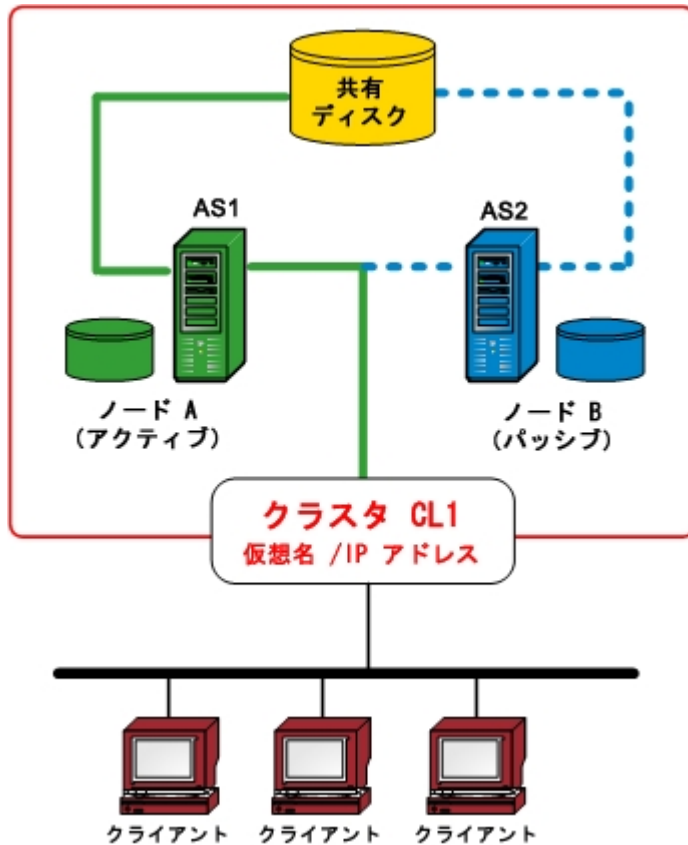 共有
ディスク
AS1
AS2
ノード A
(アクティブ)
ノード B
(パッシブ)
クラスタ CL1
仮想名 /IP アドレス
クライアント
クライアント
クライアント